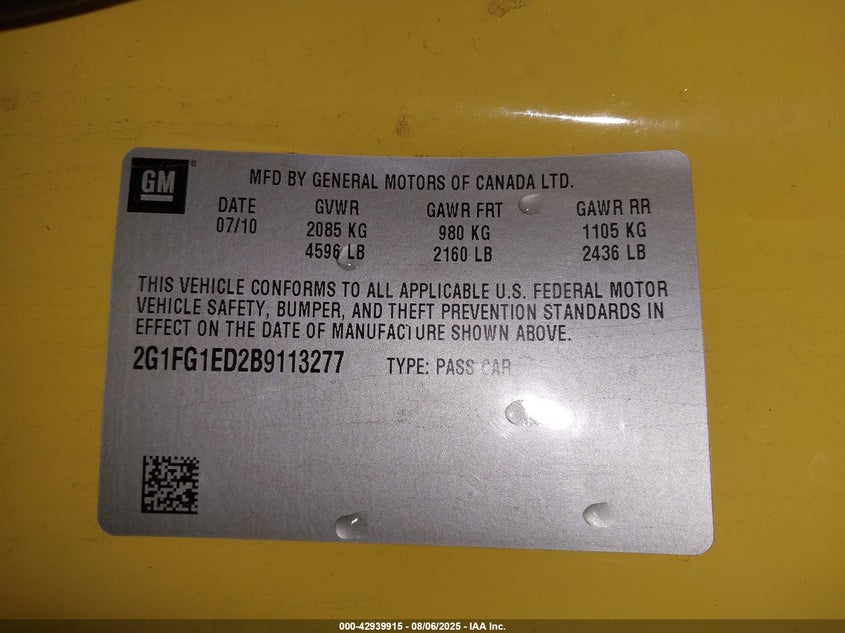 GM®
MFD BY GENERAL MOTORS OF CANADA LTD.
DATE GVWR GAWR FRT GAWR RR
07/10 2085 KG 980 KG 1105 KG
4596 LB 2160 LB 2436 LB
THIS VEHICLE CONFORMS TO ALL APPLICABLE U.S. FEDERAL MOTOR
VEHICLE SAFETY, BUMPER, AND THEFT PREVENTION STANDARDS IN
EFFECT ON THE DATE OF MANUFACTURE SHOWN ABOVE.
2G1FG1ED2B9113277 TYPE: PASS CAR
000-42939915 - 08/06/2025 - IAA Inc.